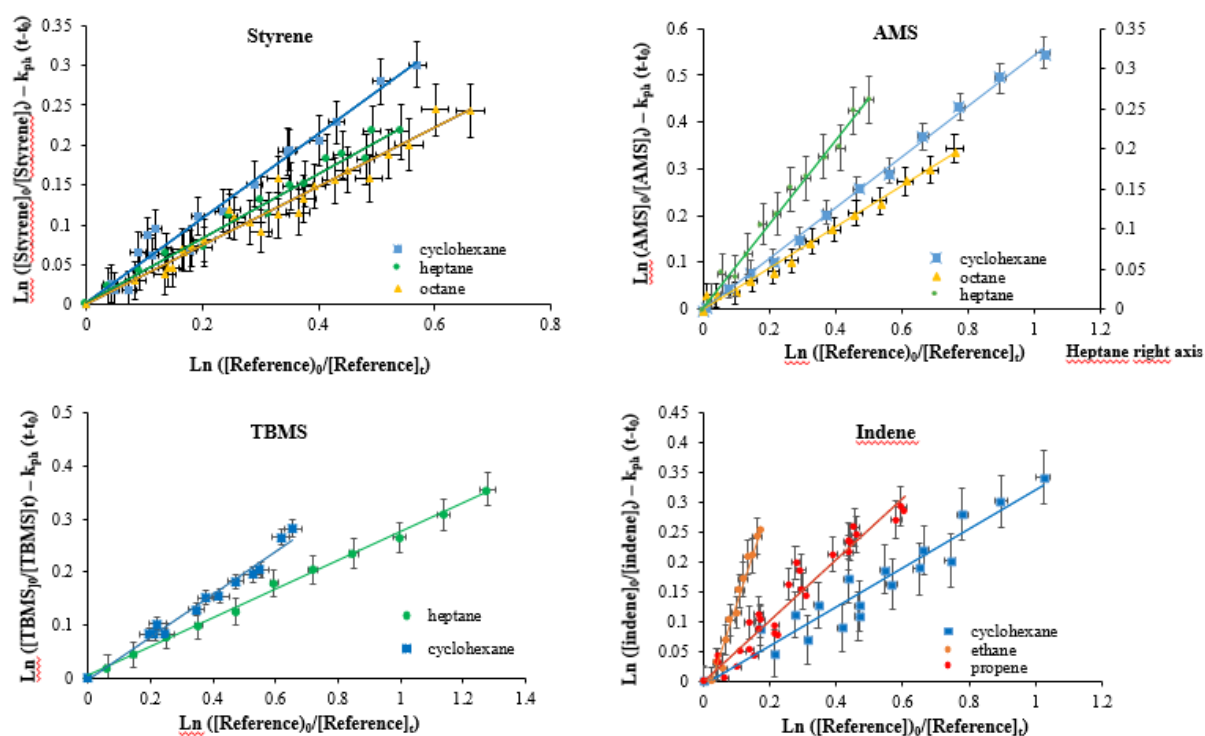 Styrene
Ln ([Styrene]₀/[Styrene]ₜ) – kₚₕ (t-t₀)
0.35
0.3
0.25
0.2
0.15
0.1
0.05
0
cyclohexane
heptane
octane
0 0.2 0.4 0.6 0.8
Ln ([Reference)₀/[Reference]ₜ)
AMS
Ln (AMS]₀/[AMS]ₜ) – kₚₕ (t-t₀)
0.6
0.5
0.4
0.3
0.2
0.1
0
0.35
0.3
0.25
0.2
0.15
0.1
0.05
0
cyclohexane
octane
heptane
0 0.2 0.4 0.6 0.8 1 1.2
Ln ([Reference)₀/[Reference]ₜ)
Heptane right axis
TBMS
Ln ([TBMS]₀/[TBMS]t) – kₚₕ (t-t₀)
0.5
0.4
0.3
0.2
0.1
0
heptane
cyclohexane
0 0.2 0.4 0.6 0.8 1 1.2 1.4
Ln ([Reference)₀/[Reference]ₜ)
Indene
Ln ([indene]₀/[indene]ₜ) – kₚₕ (t-t₀)
0.45
0.4
0.35
0.3
0.25
0.2
0.15
0.1
0.05
0
cyclohexane
ethane
propene
0 0.2 0.4 0.6 0.8 1 1.2
Ln ([Reference])₀/[Reference]ₜ)